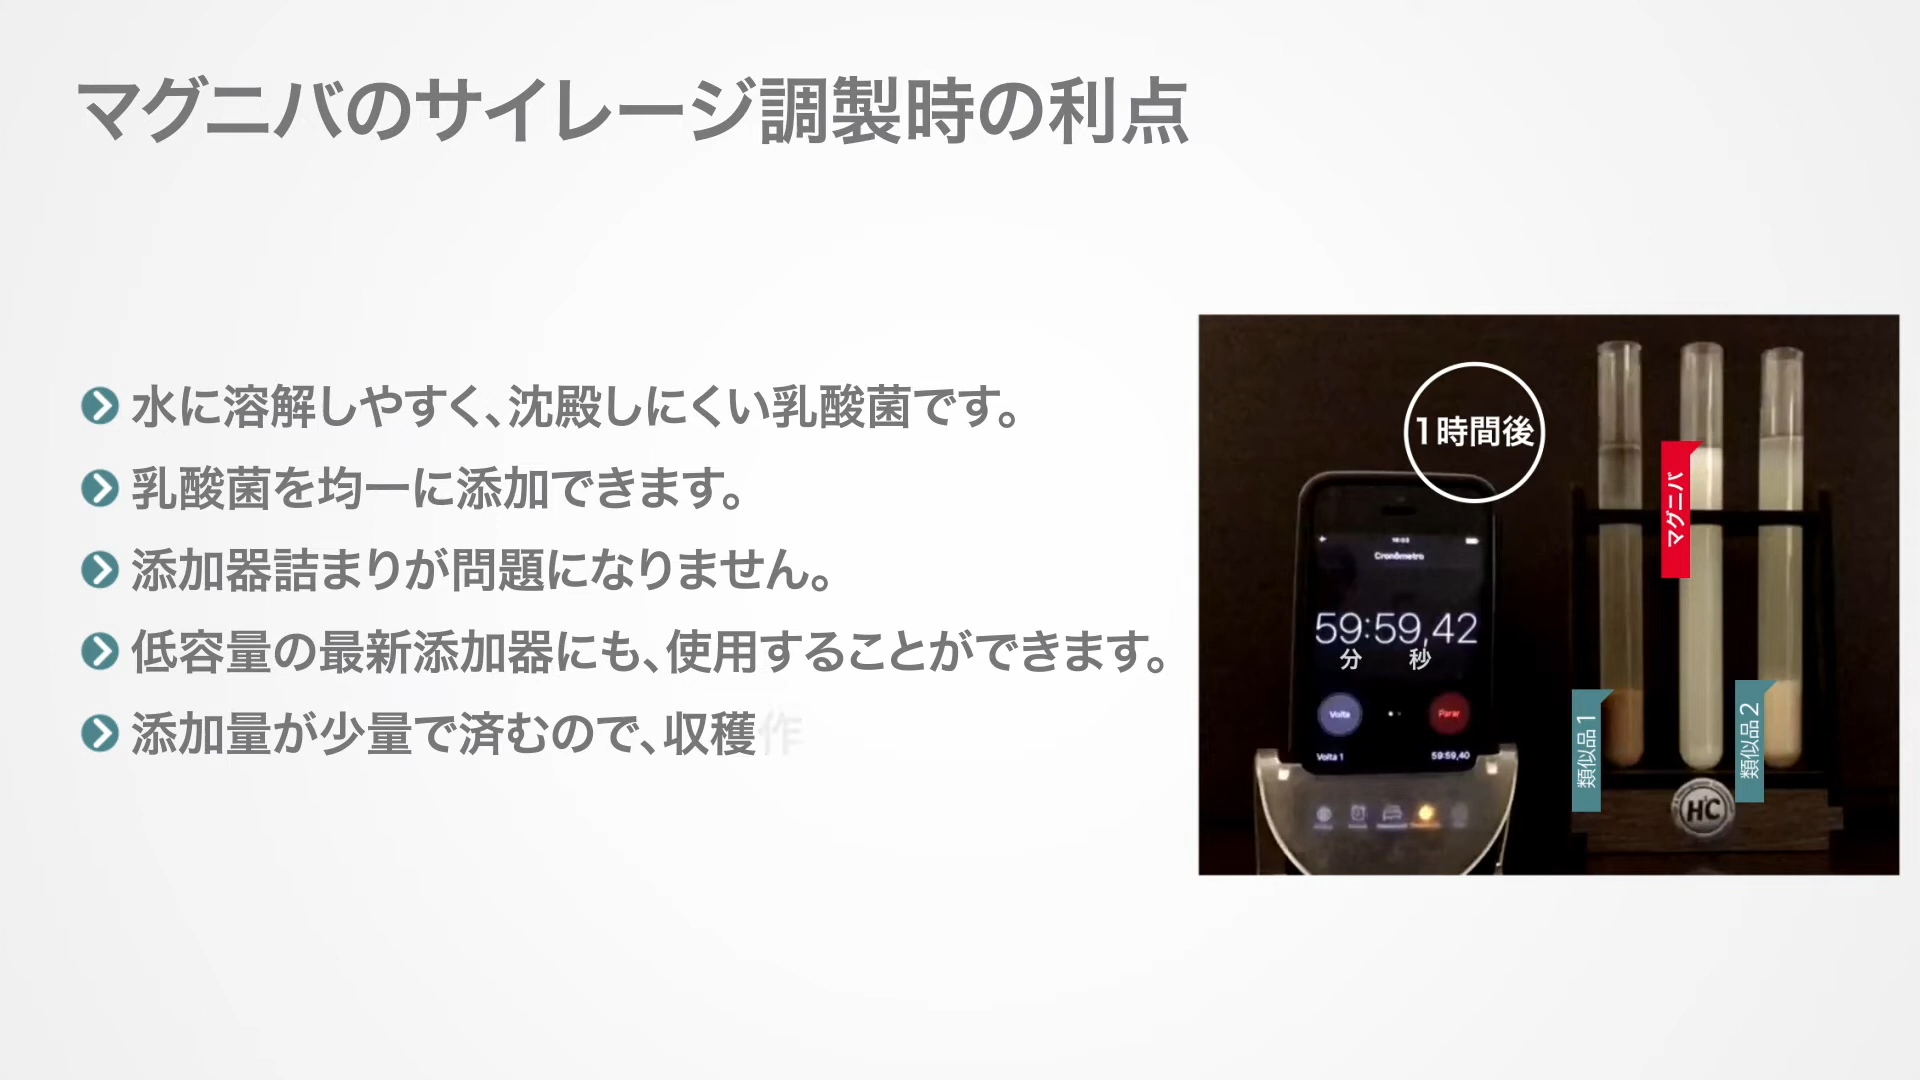 マグニバのサイレージ調製時の利点
水に溶解しやすく、沈殿しにくい乳酸菌です。
乳酸菌を均一に添加できます。
添加器詰まりが問題になりません。
低容量の最新添加器にも、使用することができます。
添加量が少量で済むので、収穫作
1時間後
Cronômetro
59:59,42
分 秒
Volta
Parar
Volta 1 59:59,40
マグニバ
類似品 1
類似品 2
HC